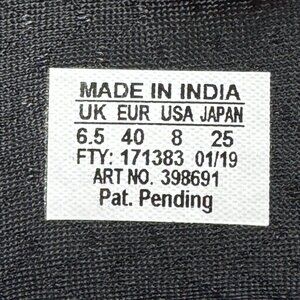 MADE IN INDIA
UK EUR USA JAPAN
6.5 40 8 25
FTY: 171383 01/19
ART NO. 398691
Pat. Pending